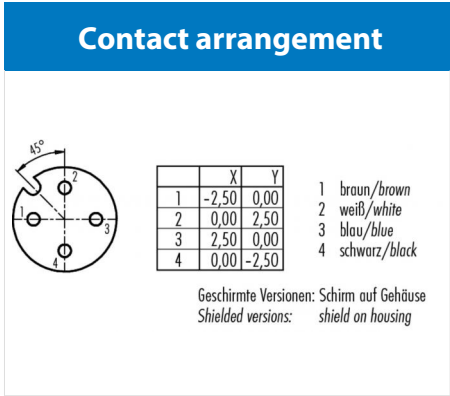 Contact arrangement
45°
2
1
3
4
X Y
1 -2,50 0,00
2 0,00 2,50
3 2,50 0,00
4 0,00 -2,50
1 braun/brown
2 weiß/white
3 blau/blue
4 schwarz/black
Geschirmte Versionen: Schirm auf Gehäuse
Shielded versions: shield on housing